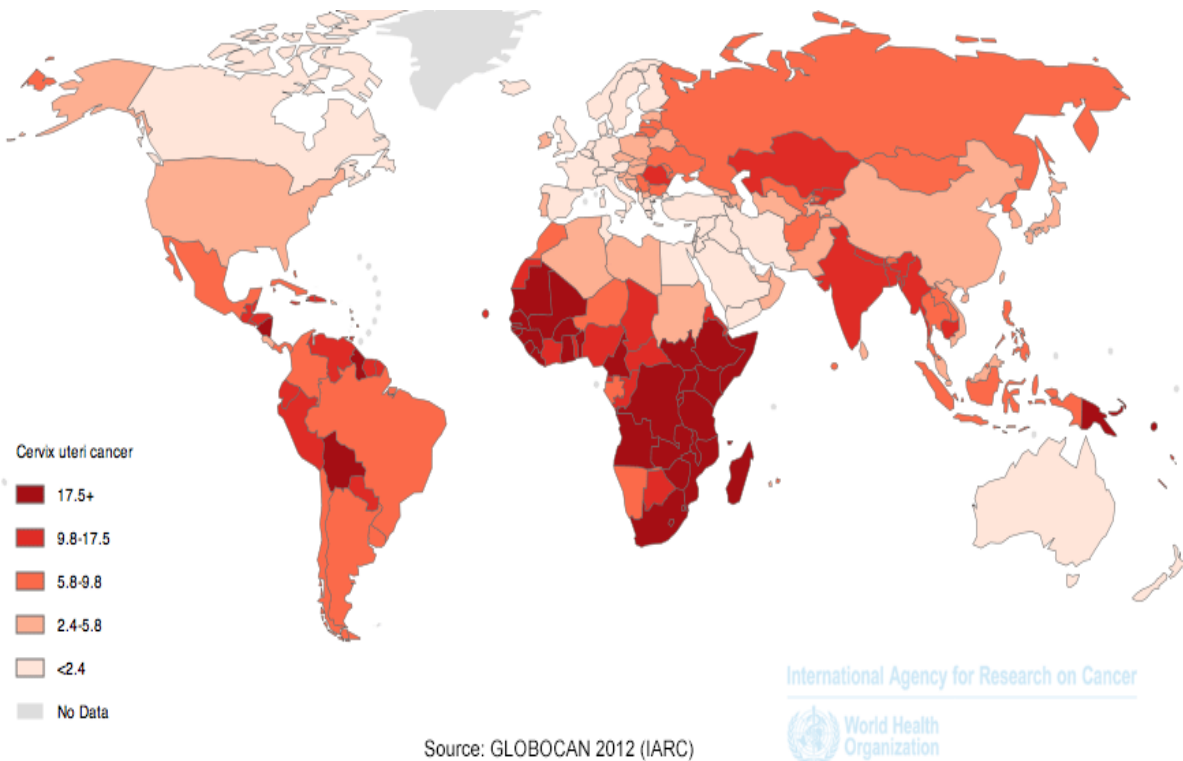 Cervix uteri cancer
17.5+
9.8-17.5
5.8-9.8
2.4-5.8
<2.4
No Data
International Agency for Research on Cancer
World Health
Organization
Source: GLOBOCAN 2012 (IARC)